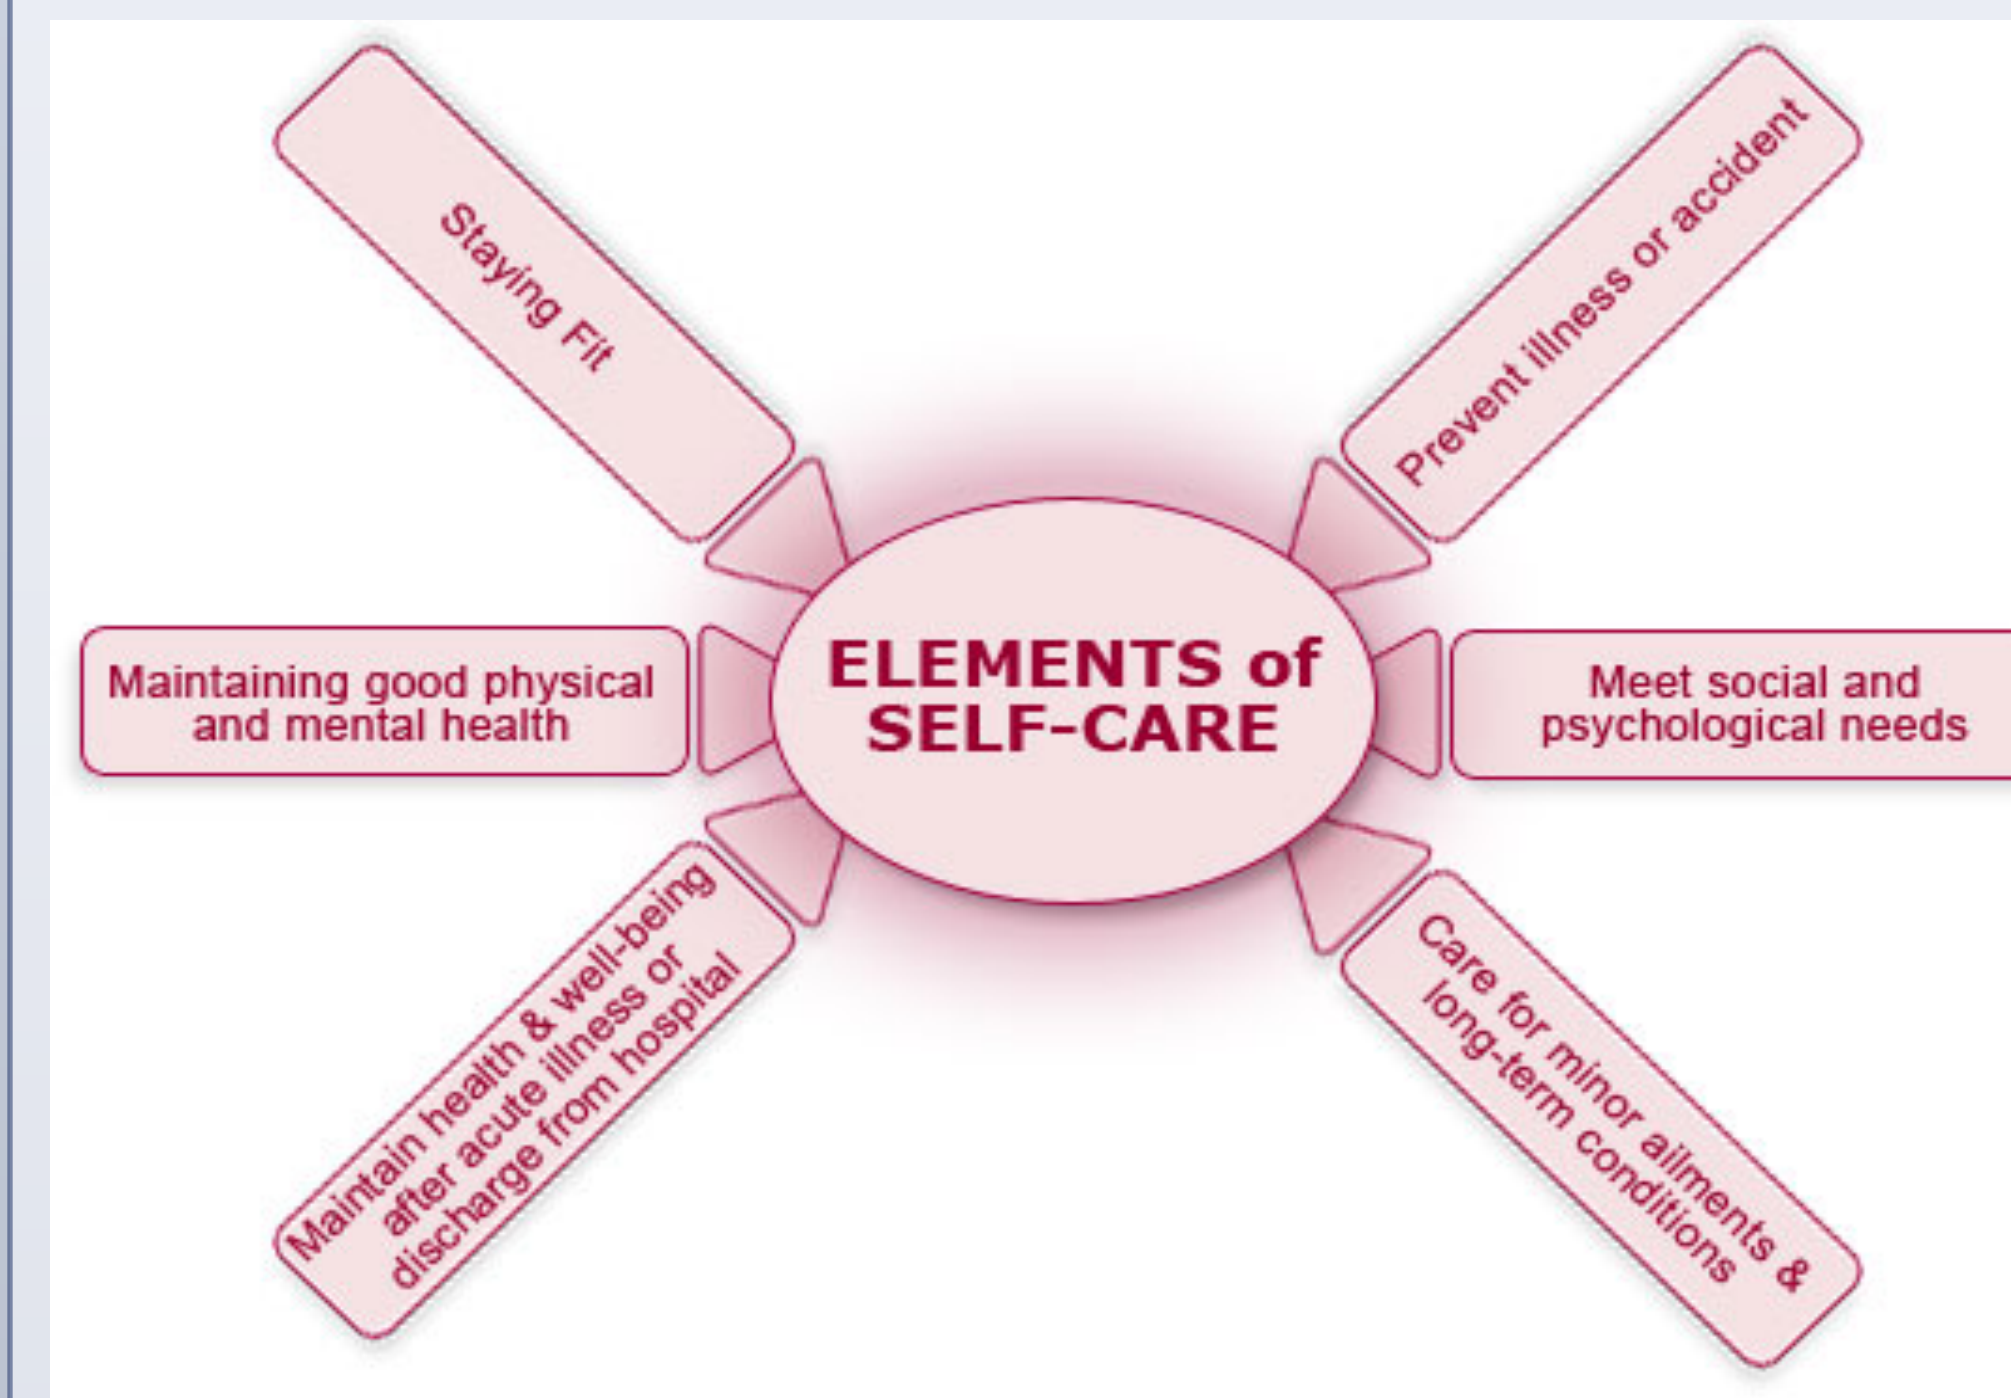 Staying Fit
Prevent illness or accident
ELEMENTS of
SELF-CARE
Maintaining good physical
and mental health
Meet social and
psychological needs
Maintain health & well-being
after acute illness or
discharge from hospital
Care for minor ailments &
long-term conditions